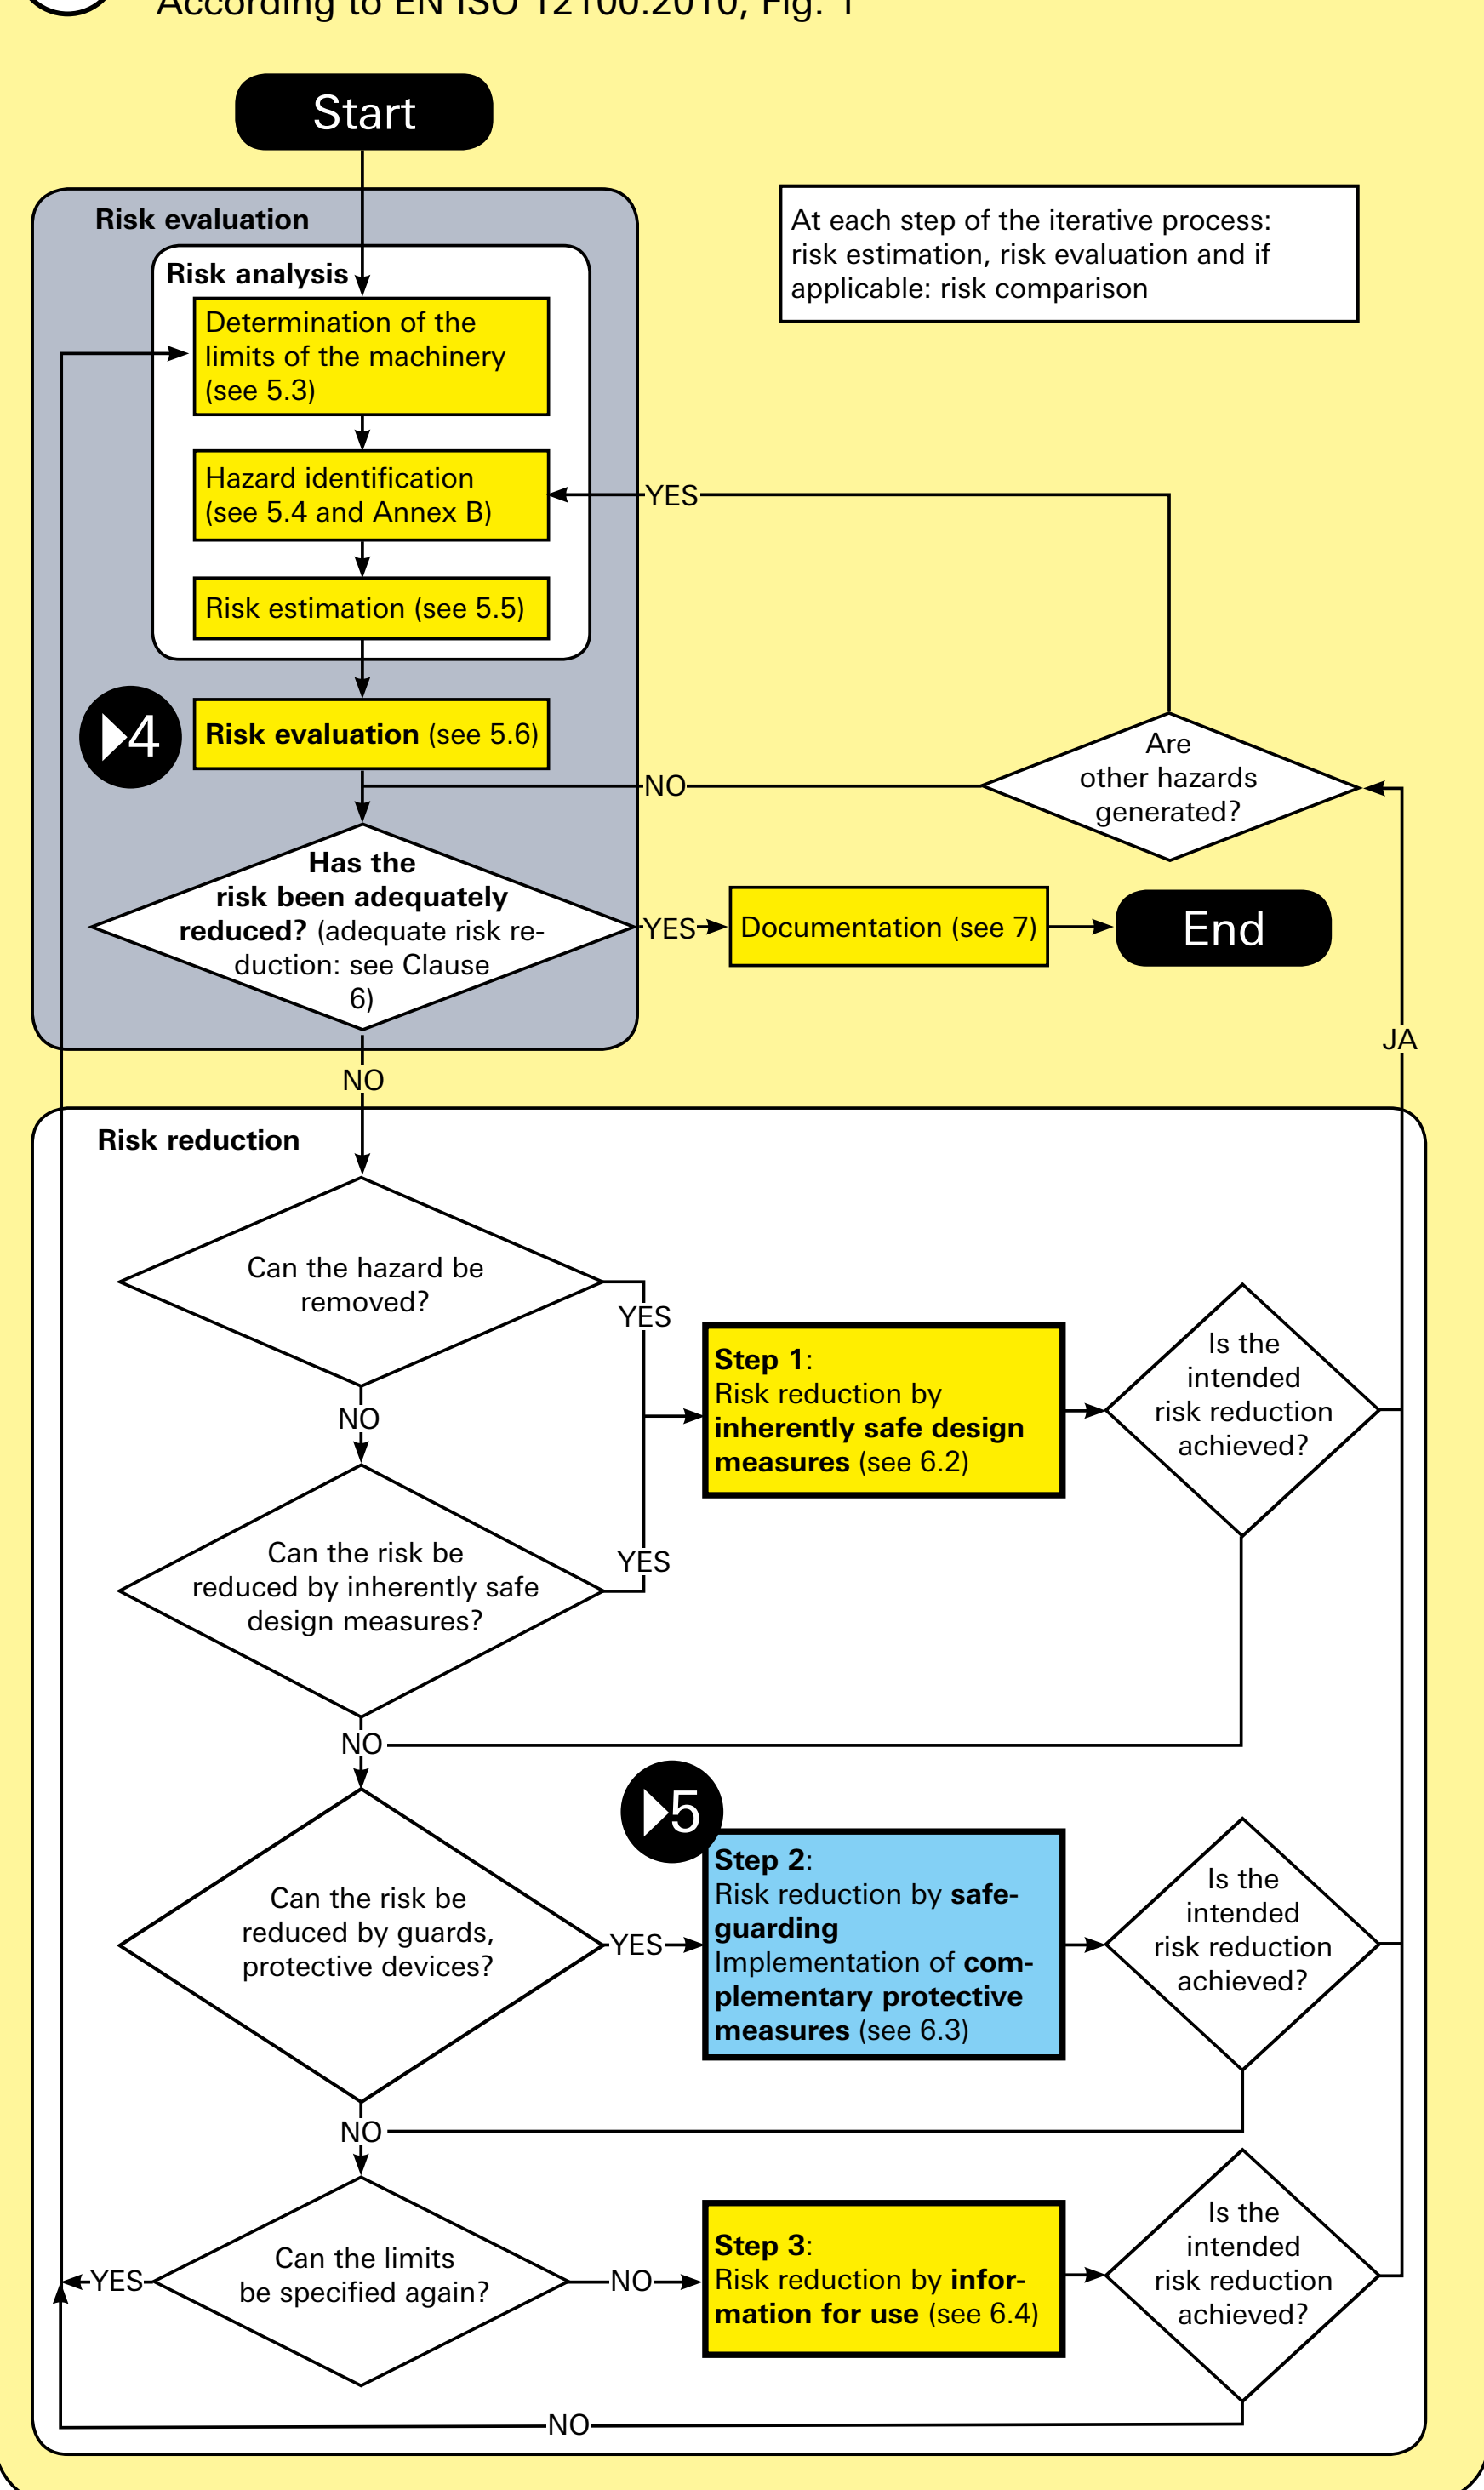 According to EN ISO 12100:2010, Fig. 1
Start
Risk evaluation
At each step of the iterative process:
risk estimation, risk evaluation and if
applicable: risk comparison
Risk analysis
Determination of the
limits of the machinery
(see 5.3)
Hazard identification
(see 5.4 and Annex B)
YES
Risk estimation (see 5.5)
4
Risk evaluation (see 5.6)
Are
other hazards
generated?
NO
Has the
risk been adequately
reduced? (adequate risk re-
duction: see Clause
6)
YES
Documentation (see 7)
End
JA
NO
Risk reduction
Can the hazard be
removed?
YES
Step 1:
Risk reduction by
inherently safe design
measures (see 6.2)
Is the
intended
risk reduction
achieved?
NO
Can the risk be
reduced by inherently safe
design measures?
YES
NO
5
Can the risk be
reduced by guards,
protective devices?
YES
Step 2:
Risk reduction by safe-
guarding
Implementation of com-
plementary protective
measures (see 6.3)
Is the
intended
risk reduction
achieved?
NO
Can the limits
be specified again?
YES
NO
Step 3:
Risk reduction by infor-
mation for use (see 6.4)
Is the
intended
risk reduction
achieved?
NO